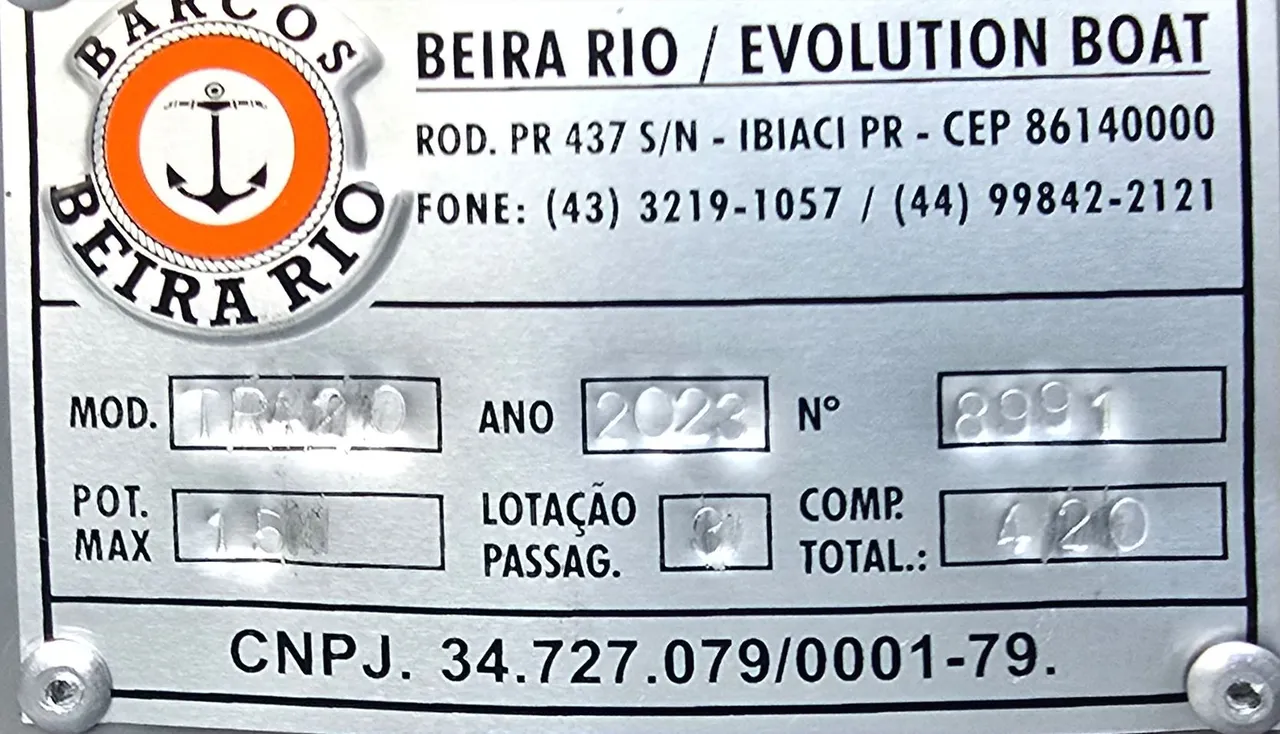 BARCOS
BEIRA RIO
BEIRA RIO / EVOLUTION BOAT
ROD. PR 437 S/N - IBIACI PR - CEP 86140000
FONE: (43) 3219-1057 / (44) 99842-2121
MOD. ANO 2023 Nº 8991
POT. MAX LOTAÇÃO PASSAG. COMP. TOTAL.: 420
CNPJ. 34.727.079/0001-79.